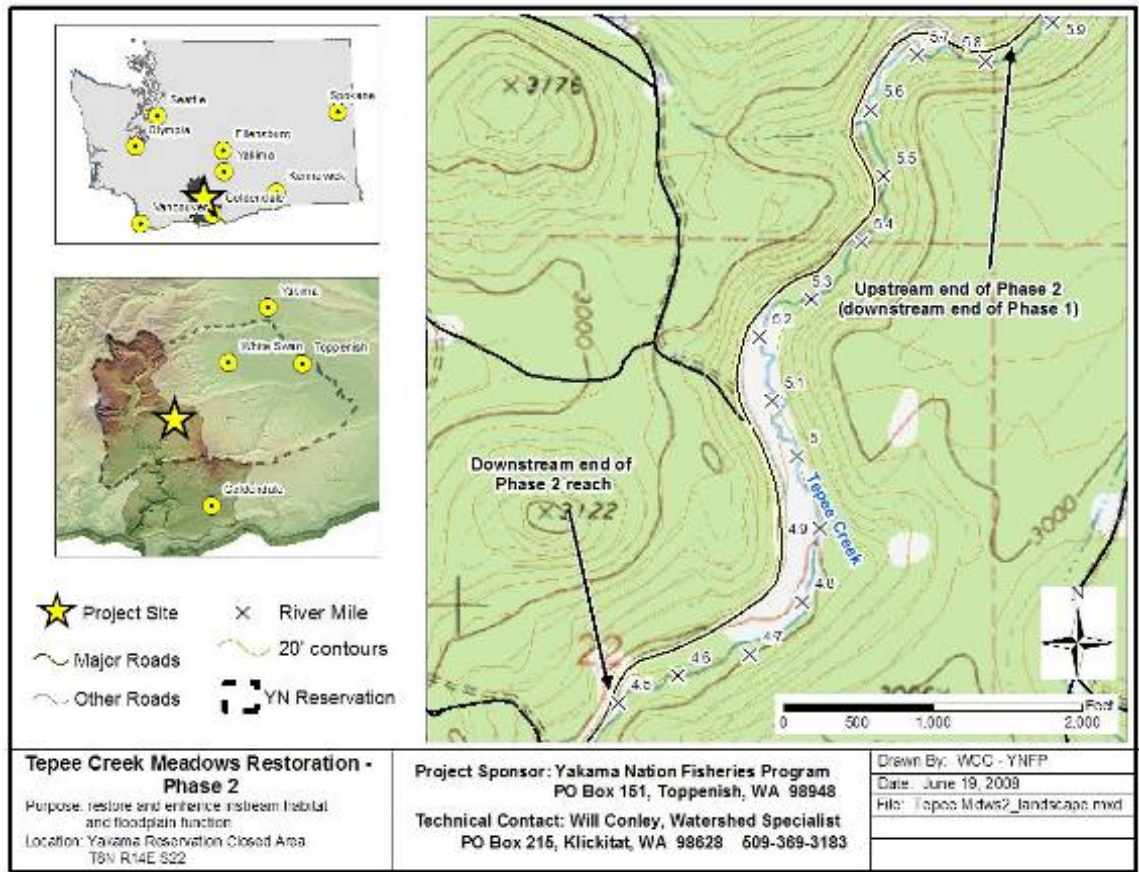 Seattle
Spokane
Olympia
Ellensburg
Yakima
Kennewick
Goldendale
Vancouver
Yakima
White Swan
Toppenish
Goldendale
Project Site
River Mile
Major Roads
20' contours
Other Roads
YN Reservation
3176
5.7
5.8
5.9
5.6
5.5
5.4
5.3
5.2
5.1
5
4.9
4.8
4.7
4.6
4.5
Upstream end of Phase 2
(downstream end of Phase 1)
3000
Downstream end of
Phase 2 reach
3122
Tepee Creek
3000
22
N
Feet
0 500 1,000 2,000
Tepee Creek Meadows Restoration -
Phase 2
Purpose: restore and enhance instream habitat
and floodplain function
Location: Yakama Reservation Closed Area
R14E S22
Project Sponsor: Yakama Nation Fisheries Program
PO Box 151, Toppenish, WA 98948
Technical Contact: Will Conley, Watershed Specialist
PO Box 215, Klickitat, WA 98628 509-369-3183
Drawn By: WCC - YNFP
Date: June 19,
File: Tepee Mdws2_landscape.mxd